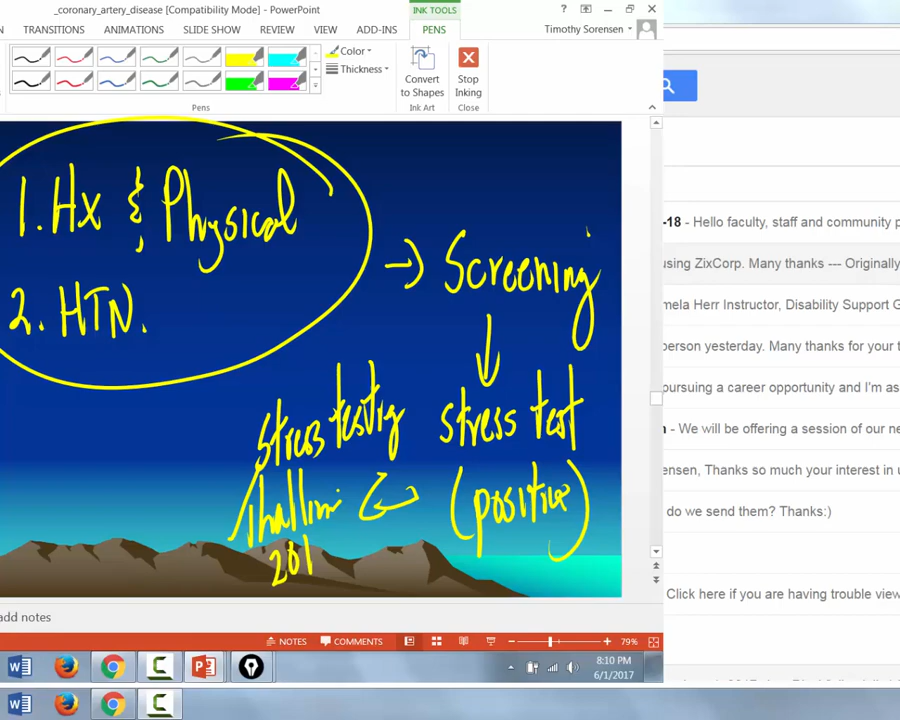 _coronary_artery_disease [Compatibility Mode] - PowerPoint
INK TOOLS
TRANSITIONS ANIMATIONS SLIDE SHOW REVIEW VIEW ADD-INS PENS
Timothy Sorensen
Color
Thickness
Convert to Shapes
Stop Inking
Pens Ink Art Close
1. Hx & Physical
2. HTN.
→ Screening
↓
stress test
(positive)
stress testing
Thallium
201
-18 - Hello faculty, staff and community p
using ZixCorp. Many thanks --- Originally
mela Herr Instructor, Disability Support G
person yesterday. Many thanks for your t
pursuing a career opportunity and I'm as
n - We will be offering a session of our ne
ensen, Thanks so much your interest in u
do we send them? Thanks:)
Click here if you are having trouble view
add notes
NOTES COMMENTS 79%
8:10 PM
6/1/2017